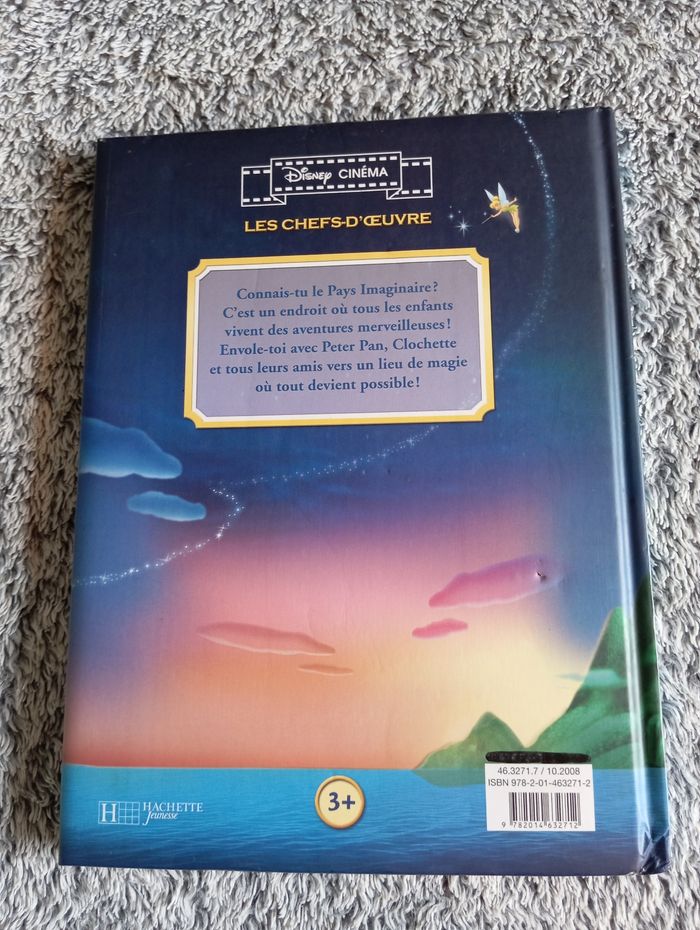 Disney CINÉMA
LES CHEFS-D'ŒUVRE
Connais-tu le Pays Imaginaire?
C'est un endroit où tous les enfants
vivent des aventures merveilleuses!
Envole-toi avec Peter Pan, Clochette
et tous leurs amis vers un lieu de magie
où tout devient possible!
46.3271.7 / 10.2008
ISBN 978-2-01-463271-2
9 782014 632712
3+
H HACHETTE
Jeunesse